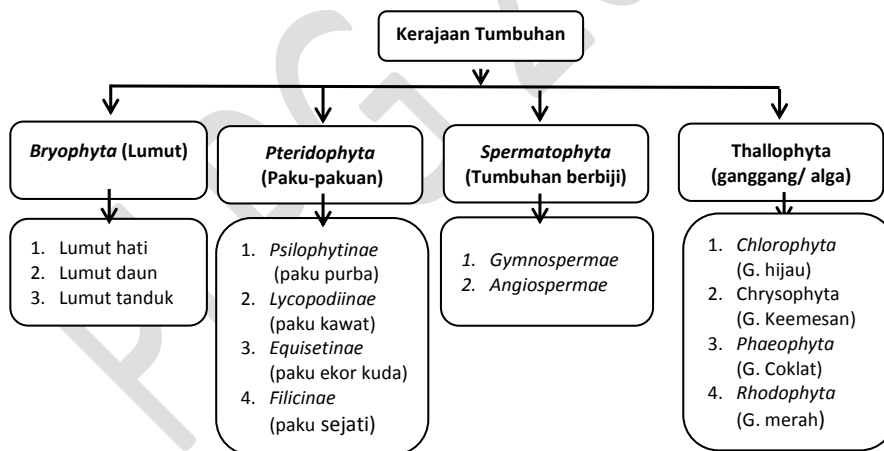 Kerajaan Tumbuhan
Bryophyta (Lumut)
Pteridophyta
(Paku-pakuan)
Spermatophyta
(Tumbuhan berbiji)
Thallophyta
(ganggang/ alga)
1. Lumut hati
2. Lumut daun
3. Lumut tanduk
1. Psilophytinae
(paku purba)
2. Lycopodiinae
(paku kawat)
3. Equisetinae
(paku ekor kuda)
4. Filicinae
(paku sejati)
1. Gymnospermae
2. Angiospermae
1. Chlorophyta
(G. hijau)
2. Chrysophyta
(G. Keemesan)
3. Phaeophyta
(G. Coklat)
4. Rhodophyta
(G. merah)